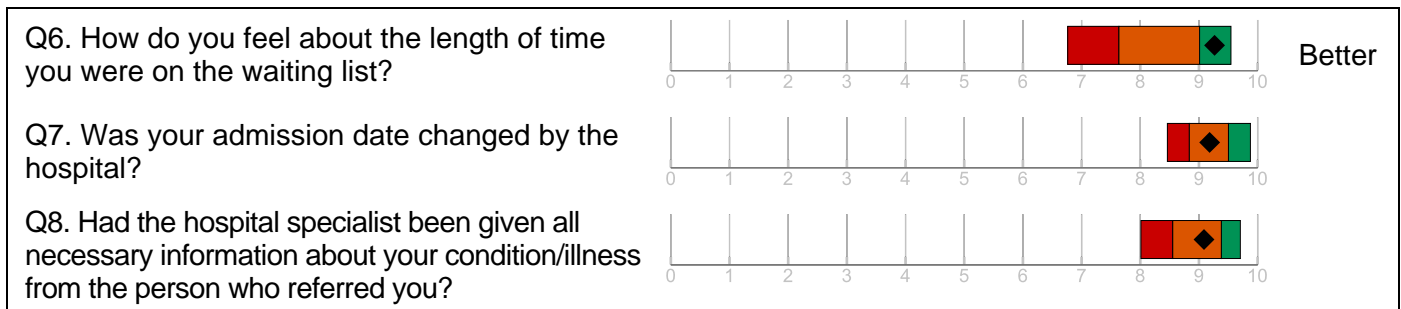 Q6. How do you feel about the length of time
you were on the waiting list?
Better
0 1 2 3 4 5 6 7 8 9 10
Q7. Was your admission date changed by the
hospital?
0 1 2 3 4 5 6 7 8 9 10
Q8. Had the hospital specialist been given all
necessary information about your condition/illness
from the person who referred you?
0 1 2 3 4 5 6 7 8 9 10